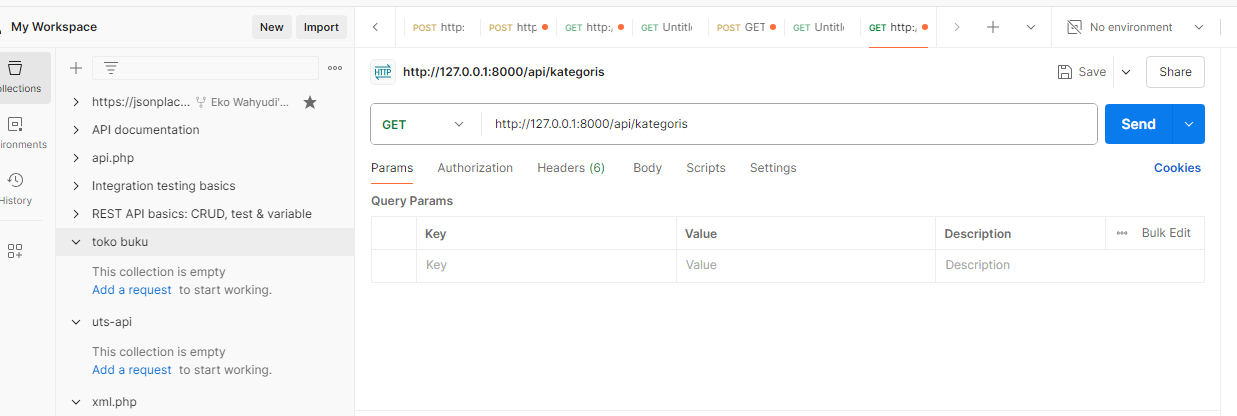 My Workspace
New
Import
POST http:
POST http
GET http:/
GET Untitl
POST GET
GET Untitl
GET http:/
No environment
ollections
ironments
History
https://jsonplac... Eko Wahyudi'...
API documentation
api.php
Integration testing basics
REST API basics: CRUD, test & variable
toko buku
This collection is empty
Add a request to start working.
uts-api
This collection is empty
Add a request to start working.
xml.php
HTTP http://127.0.0.1:8000/api/kategoris
Save
Share
GET http://127.0.0.1:8000/api/kategoris
Send
Params Authorization Headers (6) Body Scripts Settings Cookies
Query Params
Key Value Description Bulk Edit
Key Value Description